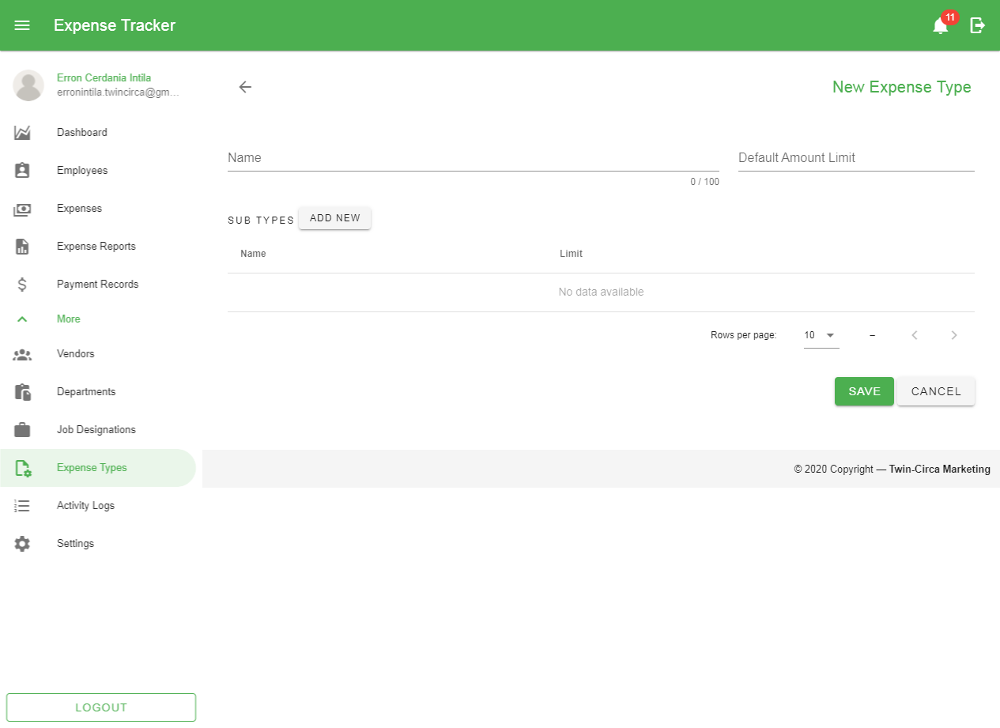 Expense Tracker
11
Erron Cerdania Intila
erronintila.twincirca@gm...
Dashboard
Employees
Expenses
Expense Reports
Payment Records
More
Vendors
Departments
Job Designations
Expense Types
Activity Logs
Settings
LOGOUT
New Expense Type
Name
Default Amount Limit
0 / 100
SUB TYPES ADD NEW
Name Limit
No data available
Rows per page: 10 –
SAVE CANCEL
© 2020 Copyright — Twin-Circa Marketing